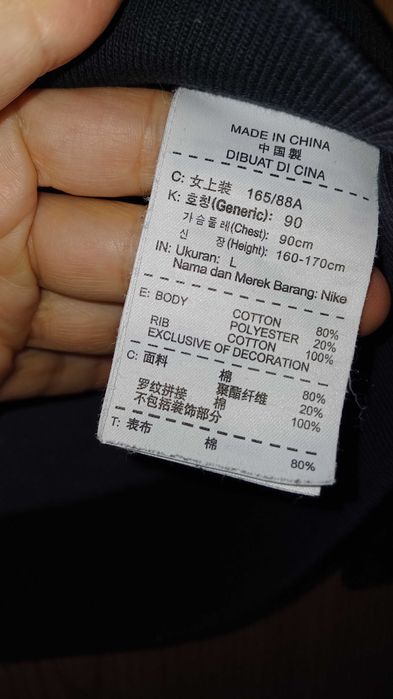 MADE IN CHINA
中国製
DIBUAT DI CINA
C: 女上装 165/88A
K: 호칭(Generic): 90
가슴둘레(Chest): 90cm
신 장(Height): 160-170cm
IN: Ukuran: L
Nama dan Merek Barang: Nike
E: BODY COTTON 80%
POLYESTER 20%
RIB COTTON 100%
EXCLUSIVE OF DECORATION
C: 面料 棉 80%
聚酯纤维 20%
罗纹拼接 棉 100%
不包括装饰部分
T: 表布 棉 80%